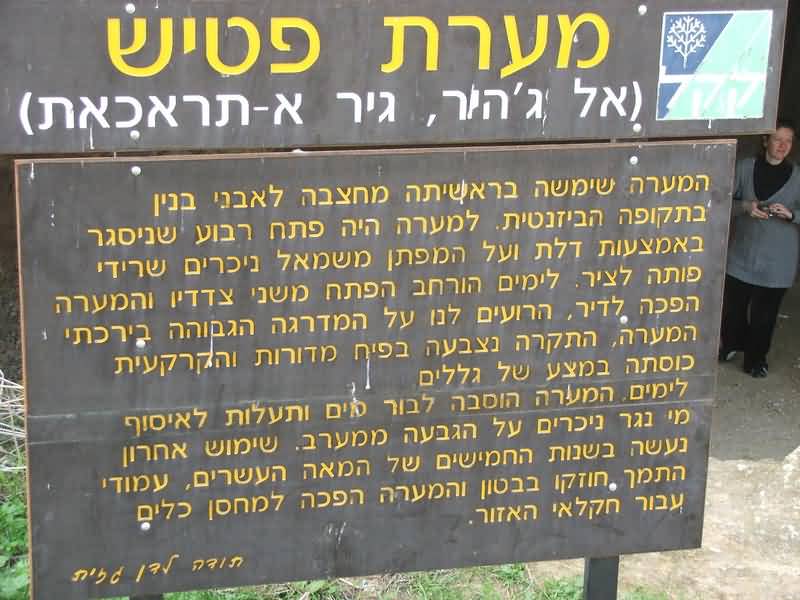 מערת פטיש
(אל ג'היר, גיר א-תראכאת)
קקל
המערה שימשה בראשיתה מחצבה לאבני בנין
בתקופה הביזנטית. למערה היה פתח רבוע שניסגר
באמצעות דלת ועל המפתן משמאל ניכרים שרידי
פותה לציר. לימים הורחב הפתח משני צדדיו והמערה
הפכה לדיר, הרועים לנו על המדרגה הגבוהה בירכתי
המערה, התקרה נצבעה בפיח מדורות והקרקעית
כוסתה במצע של גללים.
לימים, המערה הוסבה לבור מים ותעלות לאיסוף
מי נגר ניכרים על הגבעה ממערב. שימוש אחרון
נעשה בשנות החמישים של המאה העשרים, עמודי
התמך חוזקו בבטון והמערה הפכה למחסן כלים
עבור חקלאי האזור.
תודה לדן גזית